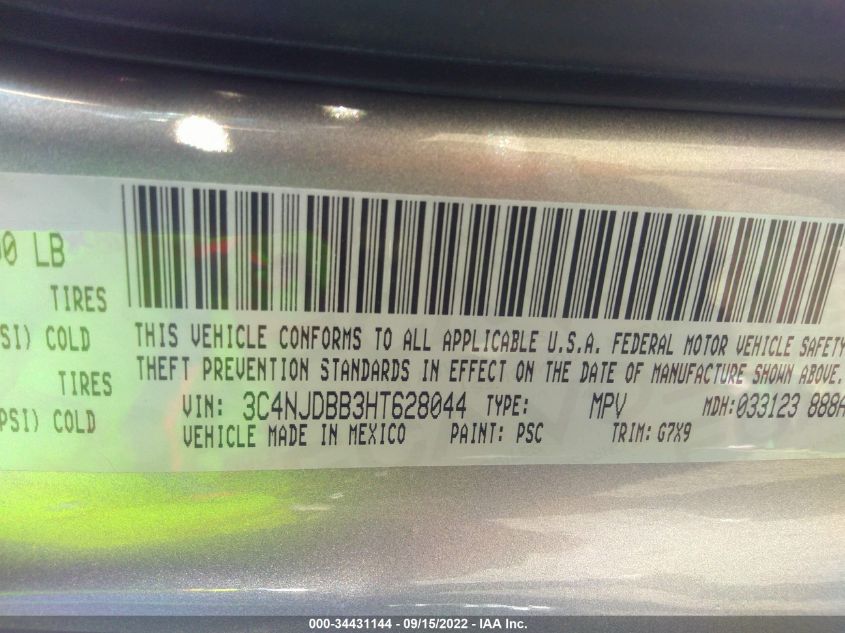 00 LB
TIRES
SI) COLD
TIRES
PSI) COLD
THIS VEHICLE CONFORMS TO ALL APPLICABLE U.S.A. FEDERAL MOTOR VEHICLE SAFETY
THEFT PREVENTION STANDARDS IN EFFECT ON THE DATE OF MANUFACTURE SHOWN ABOVE.
VIN: 3C4NJDBB3HT628044 TYPE: MPV MDH:033123 888A
VEHICLE MADE IN MEXICO PAINT: PSC TRIM: G7X9
000-34431144 - 09/15/2022 - IAA Inc.